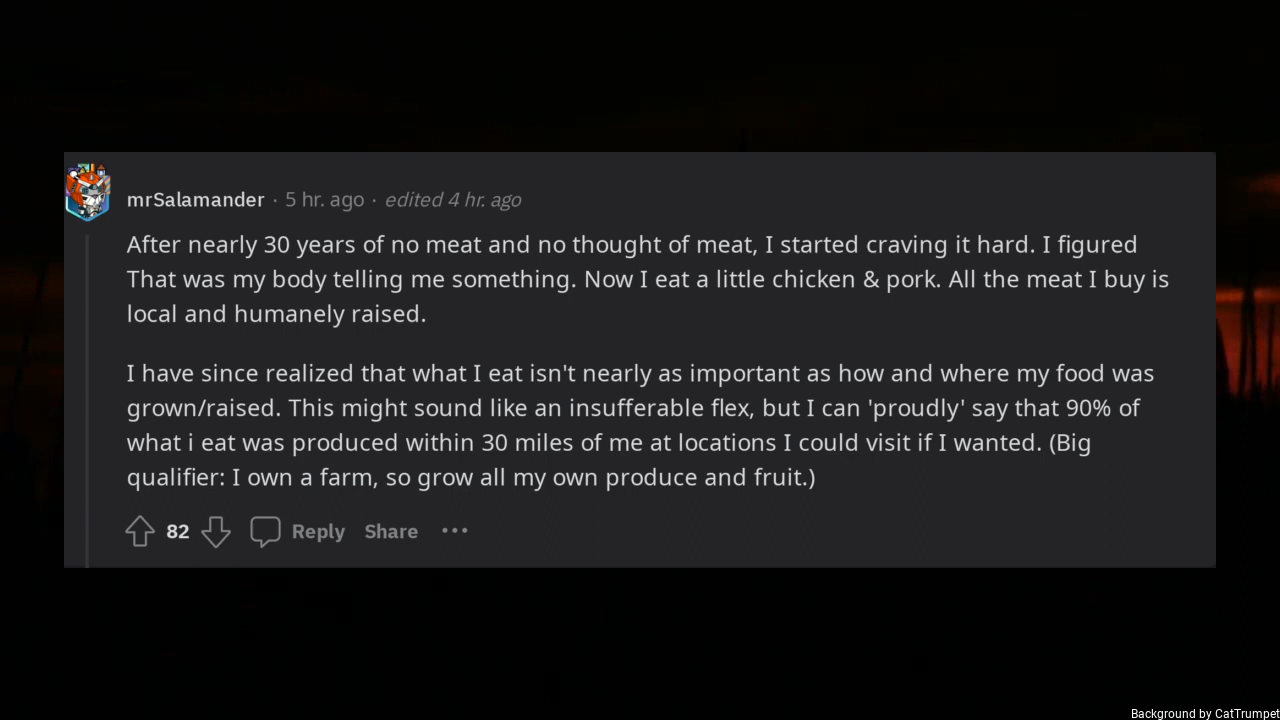 mrSalamander · 5 hr. ago · edited 4 hr. ago
After nearly 30 years of no meat and no thought of meat, I started craving it hard. I figured
That was my body telling me something. Now I eat a little chicken & pork. All the meat I buy is
local and humanely raised.
I have since realized that what I eat isn't nearly as important as how and where my food was
grown/raised. This might sound like an insufferable flex, but I can 'proudly' say that 90% of
what i eat was produced within 30 miles of me at locations I could visit if I wanted. (Big
qualifier: I own a farm, so grow all my own produce and fruit.)
82 Reply Share ···
Background by CatTrumpet